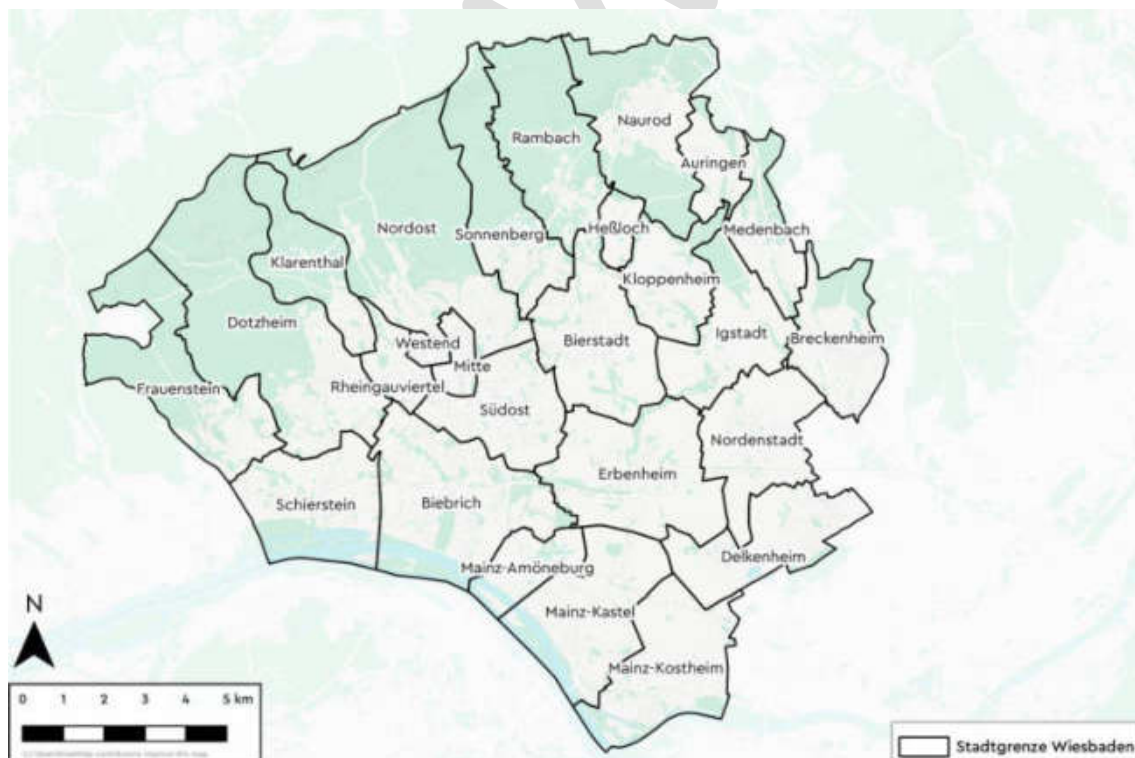 Naurod
Rambach
Auringen
Nordost
Sonnenberg
Heßloch
Medenbach
Klarenthal
Kloppenheim
Dotzheim
Westend
Bierstadt
Igstadt
Breckenheim
Mitte
Frauenstein
Rheingauviertel
Südost
Nordenstadt
Erbenheim
Schierstein
Biebrich
Delkenheim
Mainz-Amöneburg
Mainz-Kastel
Mainz-Kostheim
N
0 1 2 3 4 5 km
Stadtgrenze Wiesbaden